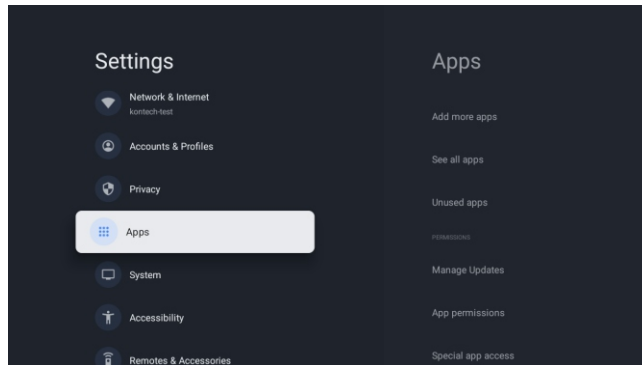 Settings
Network & Internet
kontech-test
Accounts & Profiles
Privacy
Apps
System
Accessibility
Remotes & Accessories
Apps
Add more apps
See all apps
Unused apps
PERMISSIONS
Manage Updates
App permissions
Special app access